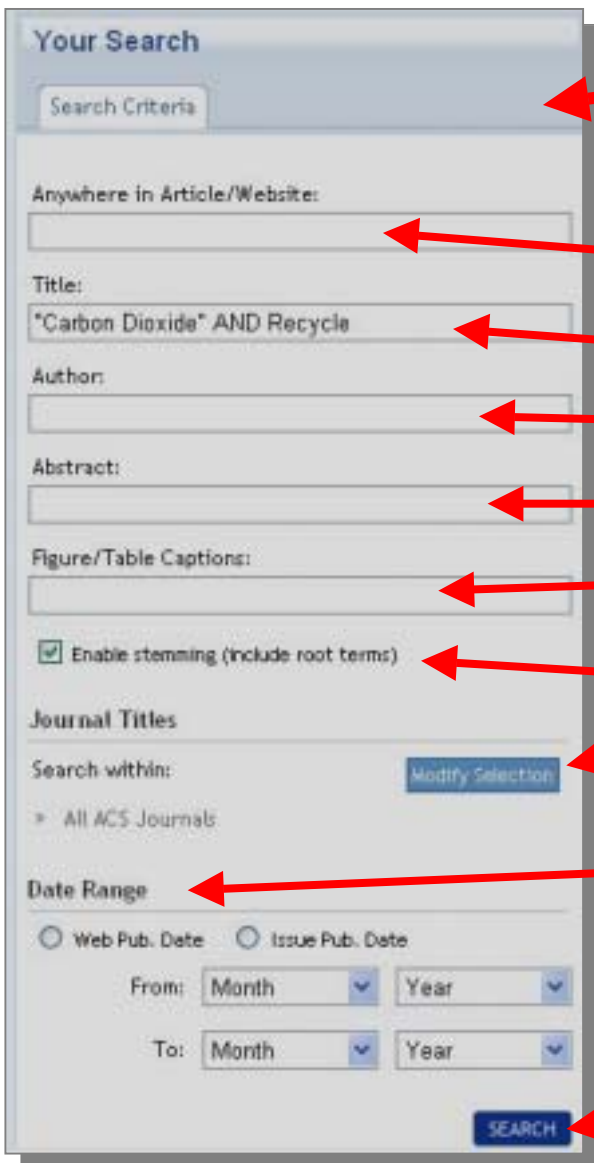 Your Search
Search Criteria
Anywhere in Article/Website:
Title:
"Carbon Dioxide" AND Recycle
Author:
Abstract:
Figure/Table Captions:
Enable stemming (include root terms)
Journal Titles
Search within: Modify Selection
» All ACS Journals
Date Range
Web Pub. Date Issue Pub. Date
From: Month Year
To: Month Year
SEARCH